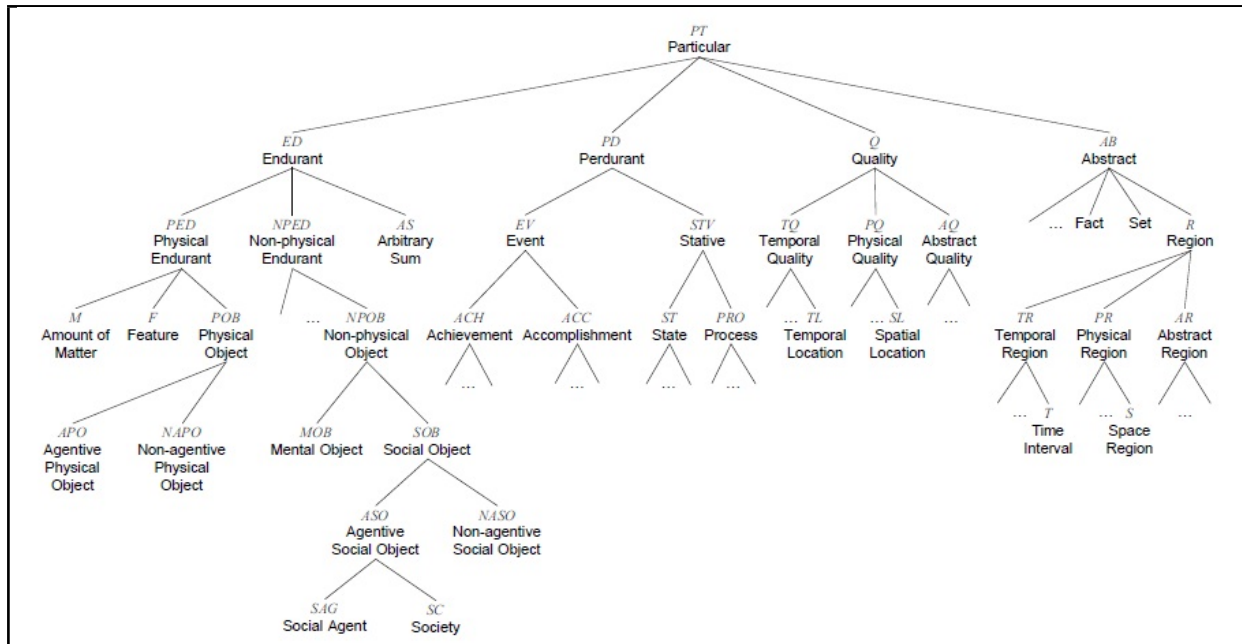 PT
Particular
ED
Endurant
PD
Perdurant
Q
Quality
AB
Abstract
PED
Physical
Endurant
NPED
Non-physical
Endurant
AS
Arbitrary
Sum
EV
Event
STV
Stative
TQ
Temporal
Quality
PQ
Physical
Quality
AQ
Abstract
Quality
...
Fact
Set
R
Region
M
Amount of
Matter
F
Feature
POB
Physical
Object
...
NPOB
Non-physical
Object
ACH
Achievement
...
ACC
Accomplishment
...
ST
State
...
PRO
Process
...
... TL
Temporal
Location
... SL
Spatial
Location
...
TR
Temporal
Region
PR
Physical
Region
AR
Abstract
Region
... T
Time
Interval
... S
Space
Region
...
APO
Agentive
Physical
Object
NAPO
Non-agentive
Physical
Object
MOB
Mental Object
SOB
Social Object
ASO
Agentive
Social Object
NASO
Non-agentive
Social Object
SAG
Social Agent
SC
Society